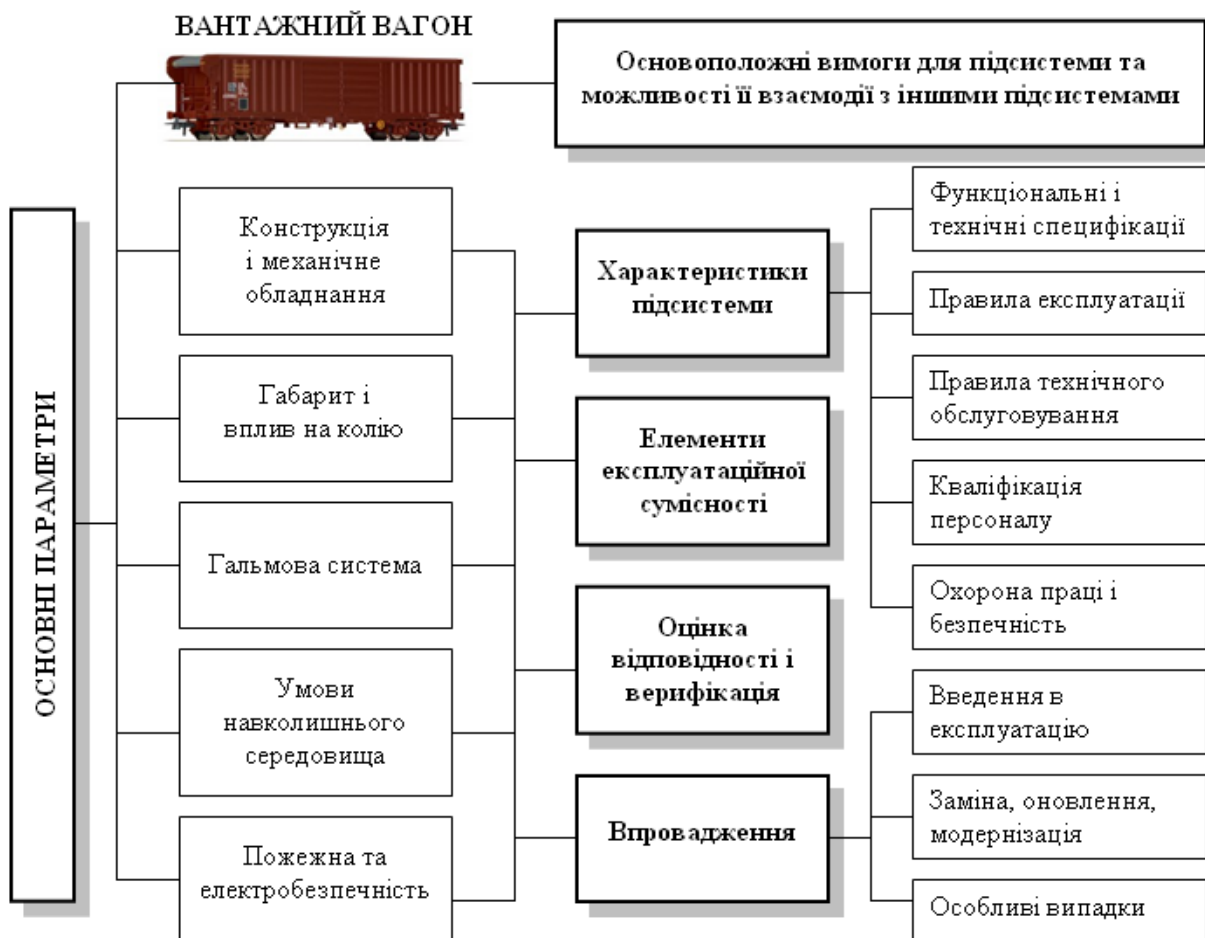 ВАНТАЖНИЙ ВАГОН
Основоположні вимоги для підсистеми та
можливості її взаємодії з іншими підсистемами
ОСНОВНІ ПАРАМЕТРИ
Конструкція
і механічне
обладнання
Габарит і
вплив на колію
Гальмова система
Умови
навколишнього
середовища
Пожежна та
електробезпечність
Характеристики
підсистеми
Елементи
експлуатаційної
сумісності
Оцінка
відповідності і
верифікація
Впровадження
Функціональні і
технічні специфікації
Правила експлуатації
Правила технічного
обслуговування
Кваліфікація
персоналу
Охорона праці і
безпечність
Введення в
експлуатацію
Заміна, оновлення,
модернізація
Особливі випадки